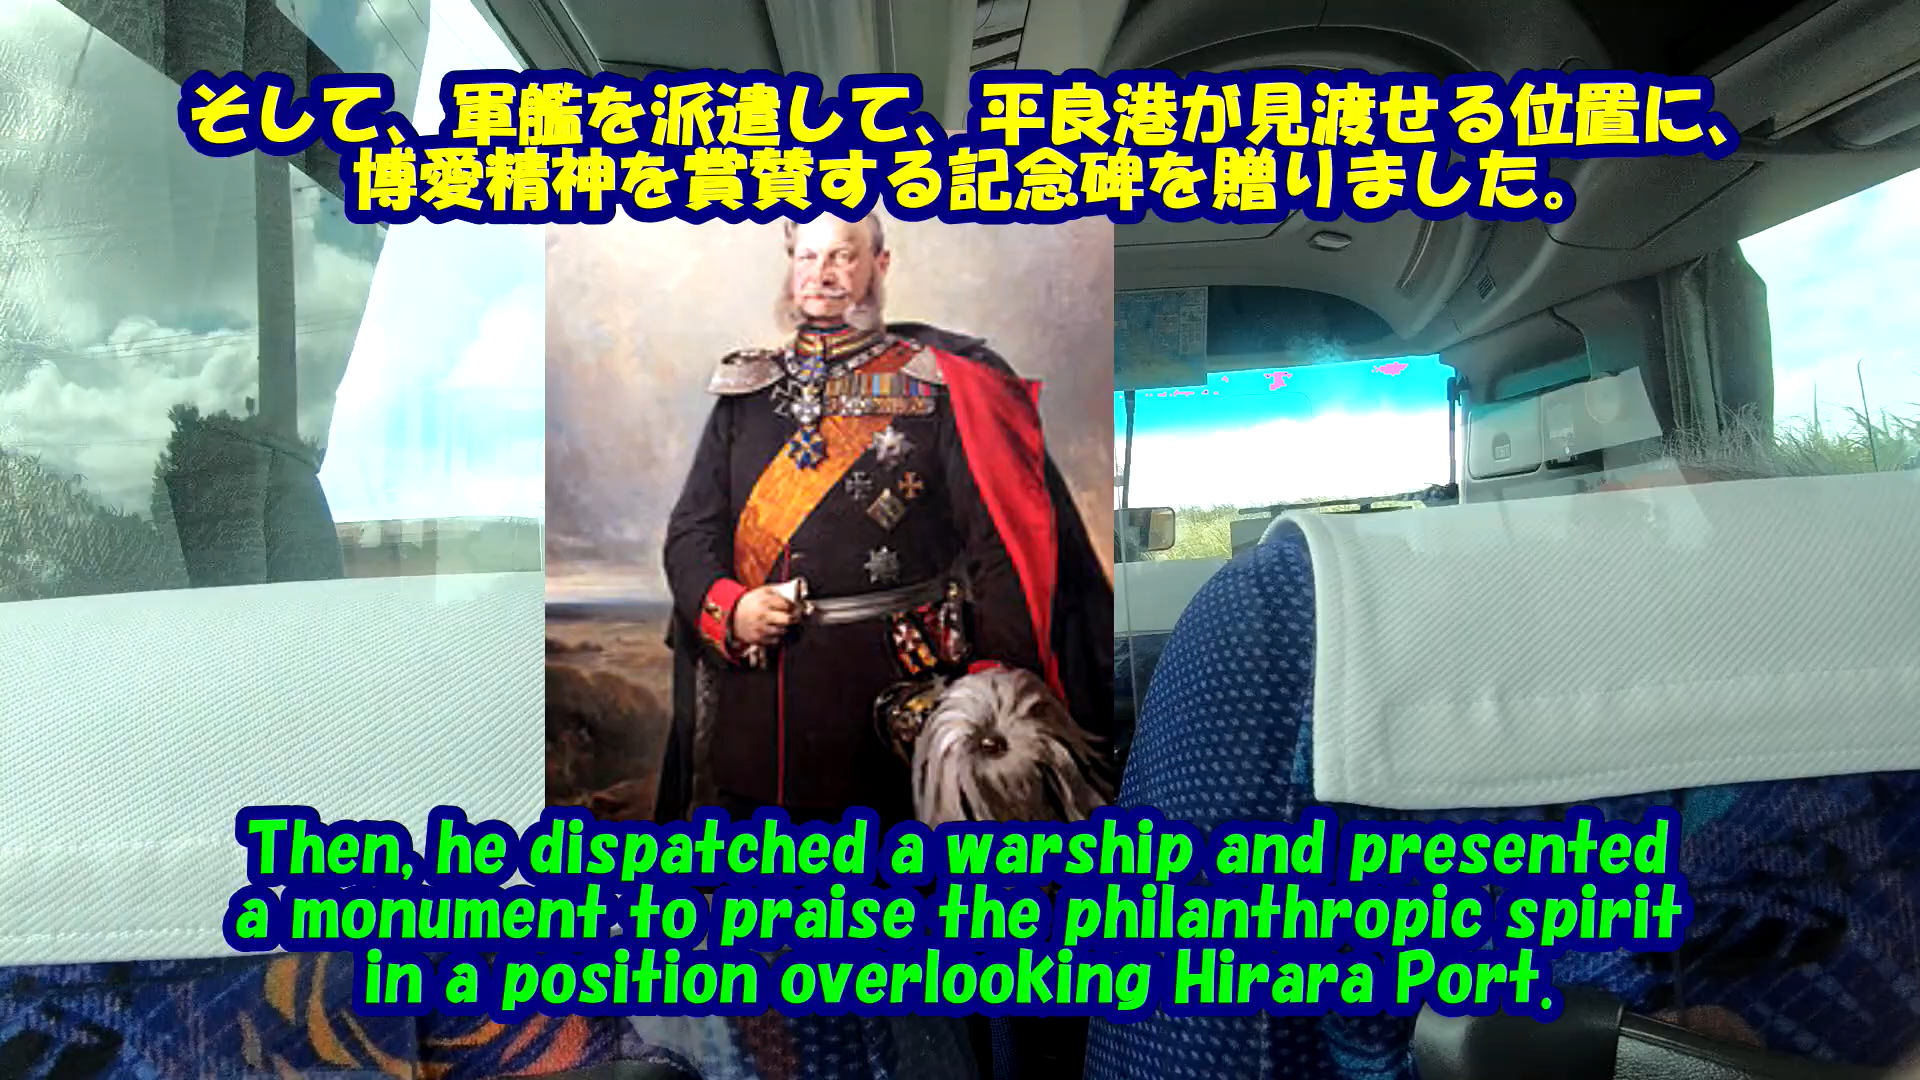 そして、軍艦を派遣して、平良港が見渡せる位置に、
博愛精神を賞賛する記念碑を贈りました。
Then, he dispatched a warship and presented
a monument to praise the philanthropic spirit
in a position overlooking Hirara Port.